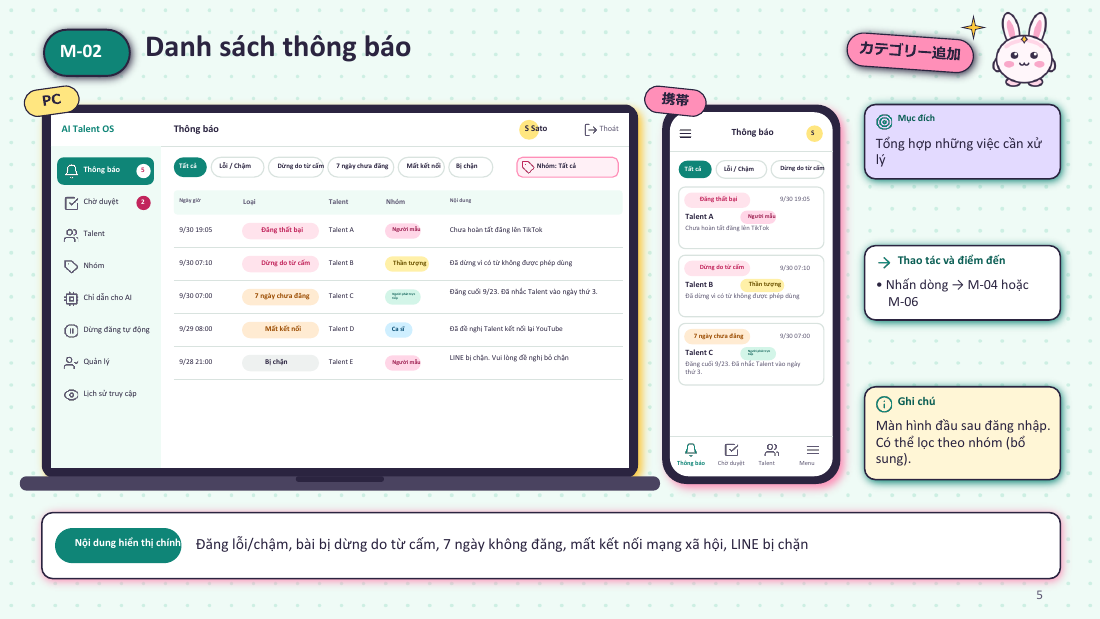 M-02
Danh sách thông báo
カテゴリー追加
PC
AI Talent OS
Thông báo
S Sato
Thoát
Thông báo 5
Chờ duyệt 2
Talent
Nhóm
Chỉ dẫn cho AI
Dừng đăng tự động
Quản lý
Lịch sử truy cập
Tất cả
Lỗi / Chậm
Dừng do từ cấm
7 ngày chưa đăng
Mất kết nối
Bị chặn
Nhóm: Tất cả
Ngày giờ Loại Talent Nhóm Nội dung
9/30 19:05 Đăng thất bại Talent A Người mẫu Chưa hoàn tất đăng lên TikTok
9/30 07:10 Dừng do từ cấm Talent B Thần tượng Đã dừng vì có từ không được phép dùng
9/30 07:00 7 ngày chưa đăng Talent C Đăng cuối 9/23. Đã nhắc Talent vào ngày thứ 3.
9/29 08:00 Mất kết nối Talent D Ca sĩ Đã đề nghị Talent kết nối lại YouTube
9/28 21:00 Bị chặn Talent E Người mẫu LINE bị chặn. Vui lòng đề nghị bỏ chặn
携帯
Thông báo
S
Tất cả
Lỗi / Chậm
Dừng do từ cấm
Đăng thất bại 9/30 19:05
Talent A Người mẫu
Chưa hoàn tất đăng lên TikTok
Dừng do từ cấm 9/30 07:10
Talent B Thần tượng
Đã dừng vì có từ không được phép dùng
7 ngày chưa đăng 9/30 07:00
Talent C
Đăng cuối 9/23. Đã nhắc Talent vào ngày
thứ 3.
Thông báo
Chờ duyệt
Talent
Menu
Mục đích
Tổng hợp những việc cần xử
lý
Thao tác và điểm đến
• Nhấn dòng → M-04 hoặc
M-06
Ghi chú
Màn hình đầu sau đăng nhập.
Có thể lọc theo nhóm (bổ
sung).
Nội dung hiển thị chính
Đăng lỗi/chậm, bài bị dừng do từ cấm, 7 ngày không đăng, mất kết nối mạng xã hội, LINE bị chặn
5